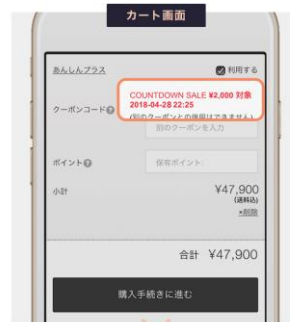 カート画面
あんしんプラス
利用する
COUNTDOWN SALE ¥2,000 対象
2018-04-28 22:25
(別のクーポンとの併用はできません)
クーポンコード
別のクーポンを入力
ポイント
保有ポイント:
小計
¥47,900
(送料込)
×削除
合計 ¥47,900
購入手続きに進む